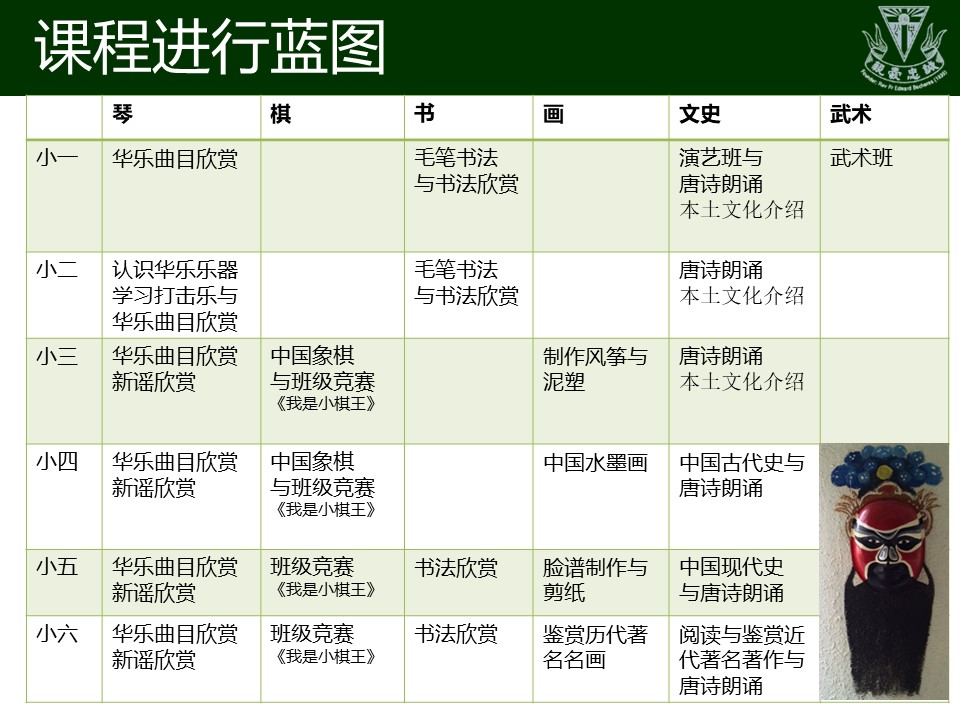 课程进行蓝图
琴 棋 书 画 文史 武术
小一 华乐曲目欣赏 毛笔书法 演艺班与 武术班
与书法欣赏 唐诗朗诵
本土文化介绍
小二 认识华乐乐器 毛笔书法 唐诗朗诵
学习打击乐与 与书法欣赏 本土文化介绍
华乐曲目欣赏
小三 华乐曲目欣赏 中国象棋 制作风筝与 唐诗朗诵
新谣欣赏 与班级竞赛 泥塑 本土文化介绍
《我是小棋王》
小四 华乐曲目欣赏 中国象棋 中国水墨画 中国古代史与
新谣欣赏 与班级竞赛 唐诗朗诵
《我是小棋王》
小五 华乐曲目欣赏 班级竞赛 书法欣赏 脸谱制作与 中国现代史
新谣欣赏 《我是小棋王》 剪纸 与唐诗朗诵
小六 华乐曲目欣赏 班级竞赛 书法欣赏 鉴赏历代著 阅读与鉴赏近
新谣欣赏 《我是小棋王》 名名画 代著名著作与
唐诗朗诵